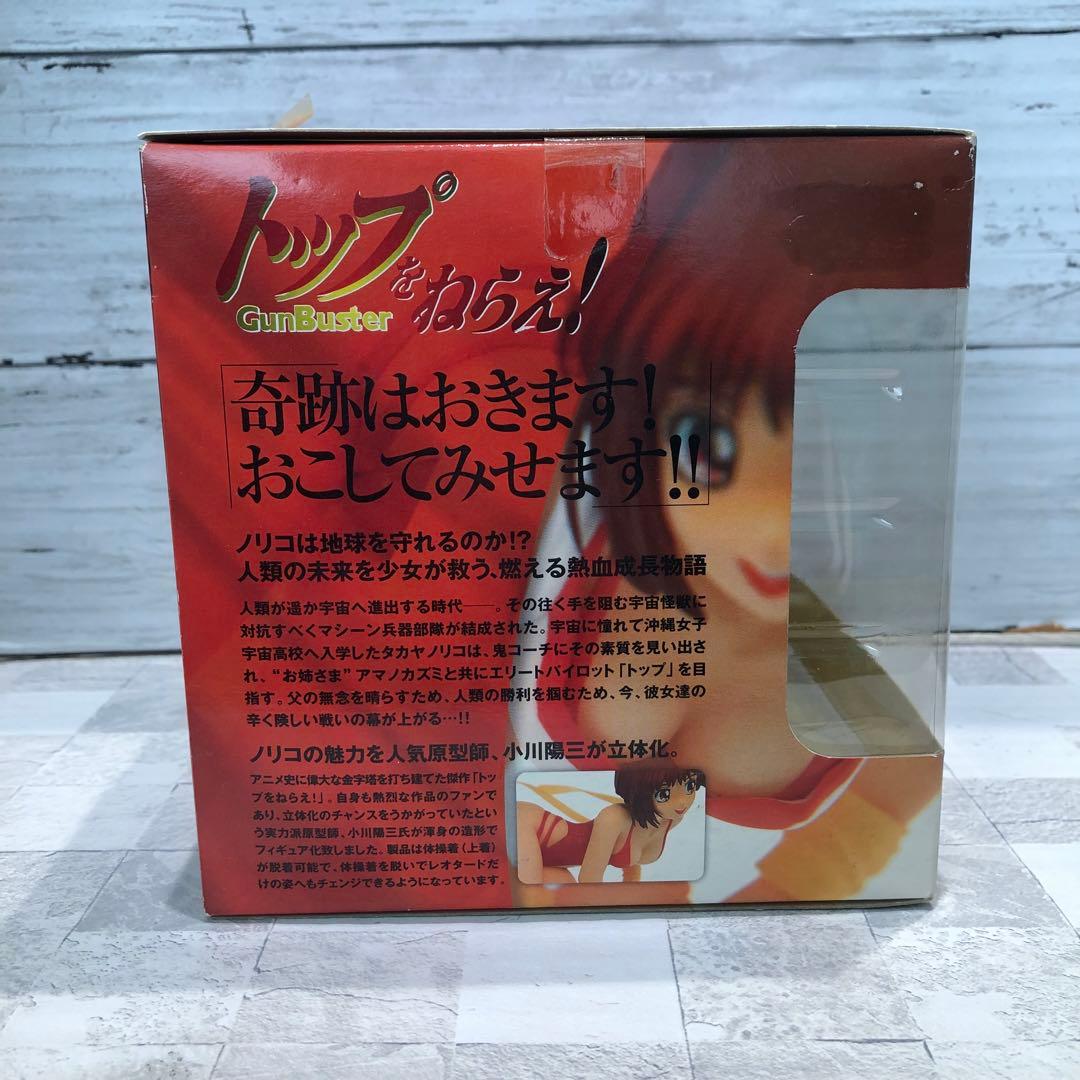 トップをねらえ!
GunBuster
奇跡はおきます!
おこしてみせます!!
ノリコは地球を守れるのか!?
人類の未来を少女が救う、燃える熱血成長物語
人類が遥か宇宙へ進出する時代──。その往く手を阻む宇宙怪獣に
対抗すべくマシーン兵器部隊が結成された。宇宙に憧れて沖縄女子
宇宙高校へ入学したタカヤノリコは、鬼コーチにその素質を見い出さ
れ、“お姉さま”アマノカズミと共にエリートパイロット「トップ」を目
指す。父の無念を晴らすため、人類の勝利を掴むため、今、彼女達の
辛く険しい戦いの幕が上がる…!!
ノリコの魅力を人気原型師、小川陽三が立体化。
アニメ史に偉大な金字塔を打ち建てた傑作「トッ
プをねらえ!」。自身も熱烈な作品のファンで
あり、立体化のチャンスをうかがっていたとい
う実力派原型師、小川陽三氏が渾身の造形で
フィギュア化致しました。製品は体操着(上着)
が脱着可能で、体操着を脱いでレオタードだ
けの姿へもチェンジできるようになっています。